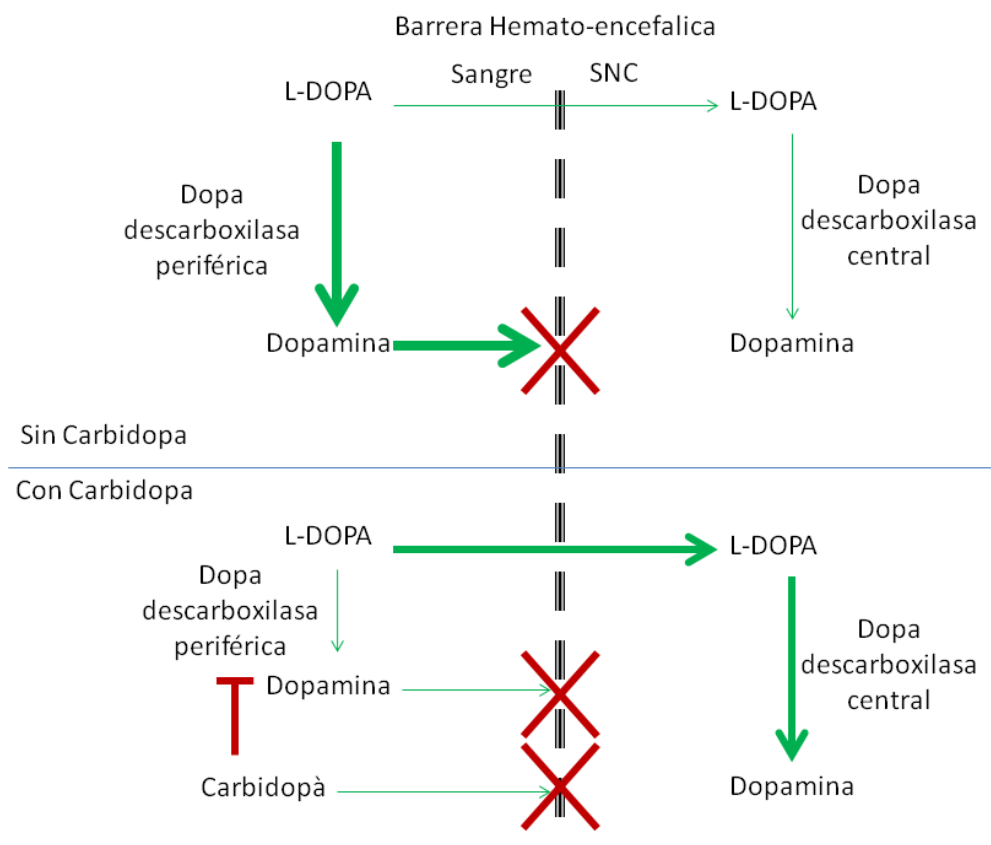 Barrera Hemato-encefalica
Sangre
SNC
L-DOPA
L-DOPA
Dopa
descarboxilasa
periférica
Dopa
descarboxilasa
central
Dopamina
Dopamina
Sin Carbidopa
Con Carbidopa
L-DOPA
L-DOPA
Dopa
descarboxilasa
periférica
Dopa
descarboxilasa
central
Dopamina
Carbidopà
Dopamina